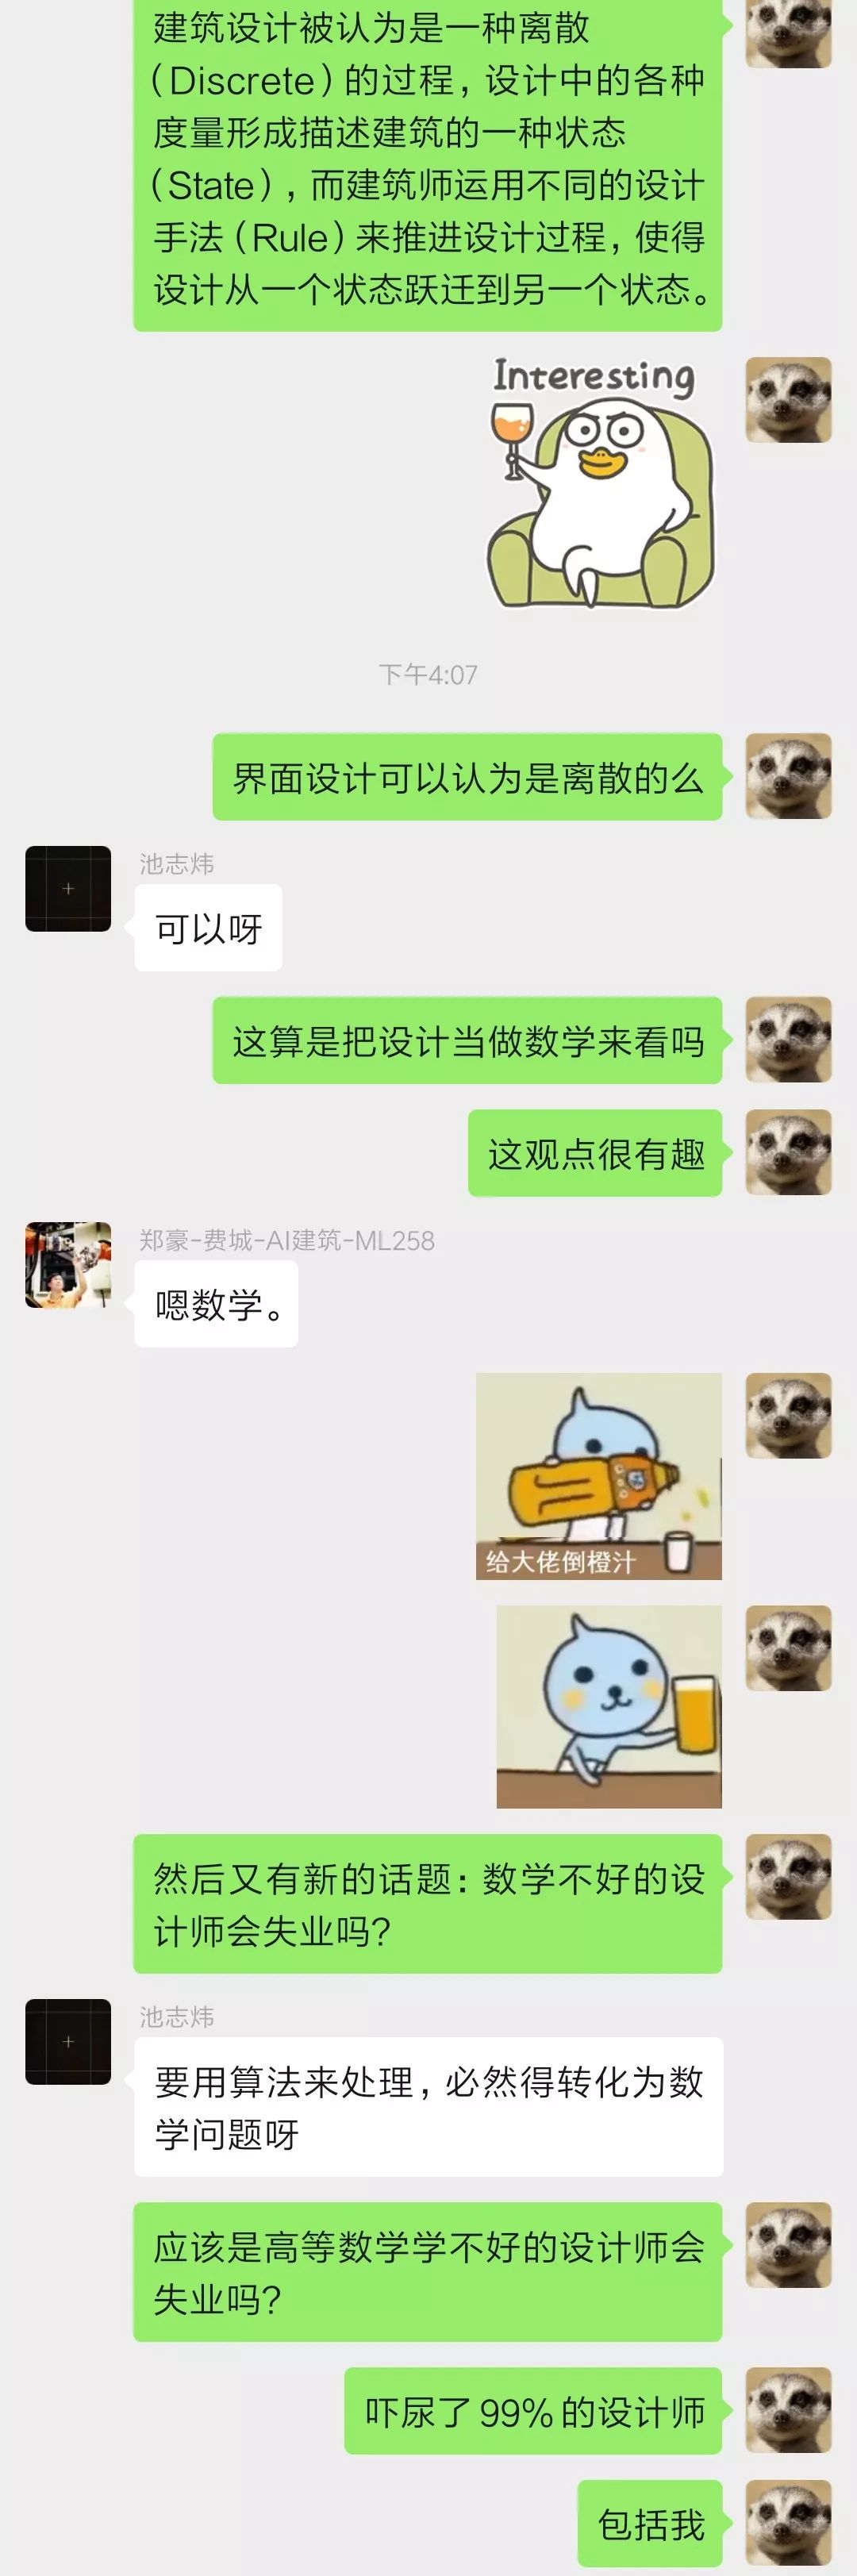 建筑设计被认为是一种离散
（Discrete）的过程，设计中的各种
度量形成描述建筑的一种状态
（State），而建筑师运用不同的设计
手法（Rule）来推进设计过程，使得
设计从一个状态跃迁到另一个状态。
Interesting
下午4:07
界面设计可以认为是离散的么
池志炜
可以呀
这算是把设计当做数学来看吗
这观点很有趣
郑豪-费城-AI建筑-ML258
嗯数学。
给大佬倒橙汁
然后又有新的话题：数学不好的设
计师会失业吗?
池志炜
要用算法来处理，必然得转化为数
学问题呀
应该是高等数学学不好的设计师会
失业吗?
吓尿了 99% 的设计师
包括我